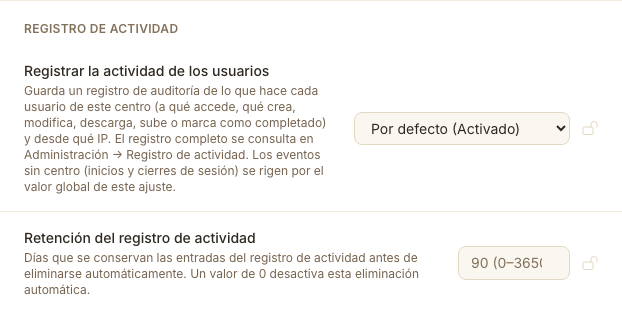 REGISTRO DE ACTIVIDAD
Registrar la actividad de los usuarios
Guarda un registro de auditoría de lo que hace cada
usuario de este centro (a qué accede, qué crea,
modifica, descarga, sube o marca como completado)
y desde qué IP. El registro completo se consulta en
Administración → Registro de actividad. Los eventos
sin centro (inicios y cierres de sesión) se rigen por el
valor global de este ajuste.
Por defecto (Activado)
Retención del registro de actividad
Días que se conservan las entradas del registro de actividad antes de
eliminarse automáticamente. Un valor de 0 desactiva esta eliminación
automática.
90 (0–3650